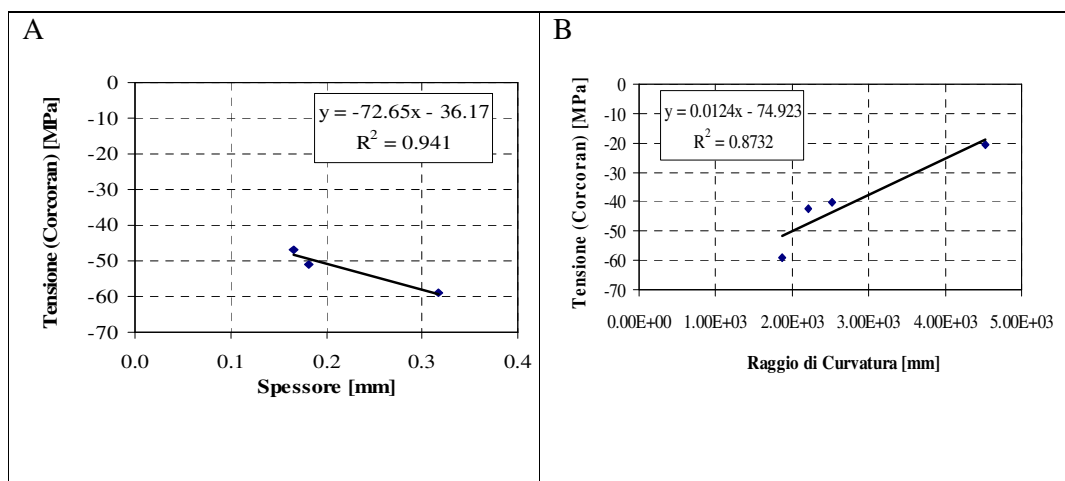 A
Tensione (Corcoran) [MPa]
0
-10
-20
-30
-40
-50
-60
-70
y = -72.65x - 36.17
R² = 0.941
0.0 0.1 0.2 0.3 0.4
Spessore [mm]
B
Tensione (Corcoran) [MPa]
0
-10
-20
-30
-40
-50
-60
-70
y = 0.0124x - 74.923
R² = 0.8732
0.00E+00 1.00E+03 2.00E+03 3.00E+03 4.00E+03 5.00E+03
Raggio di Curvatura [mm]